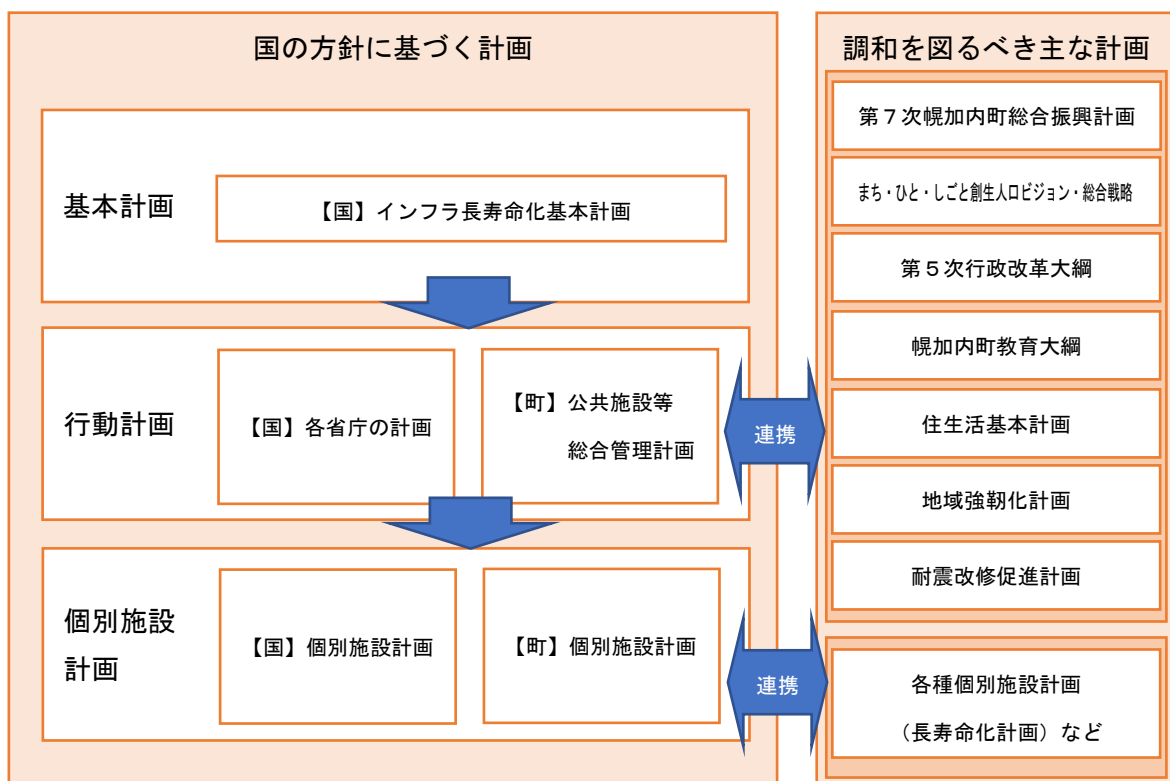 国の方針に基づく計画
基本計画
【国】インフラ長寿命化基本計画
行動計画
【国】各省庁の計画
【町】公共施設等
総合管理計画
連携
個別施設
計画
【国】個別施設計画
【町】個別施設計画
連携
調和を図るべき主な計画
第７次幌加内町総合振興計画
まち・ひと・しごと創生人口ビジョン・総合戦略
第５次行政改革大綱
幌加内町教育大綱
住生活基本計画
地域強靭化計画
耐震改修促進計画
各種個別施設計画
（長寿命化計画）など